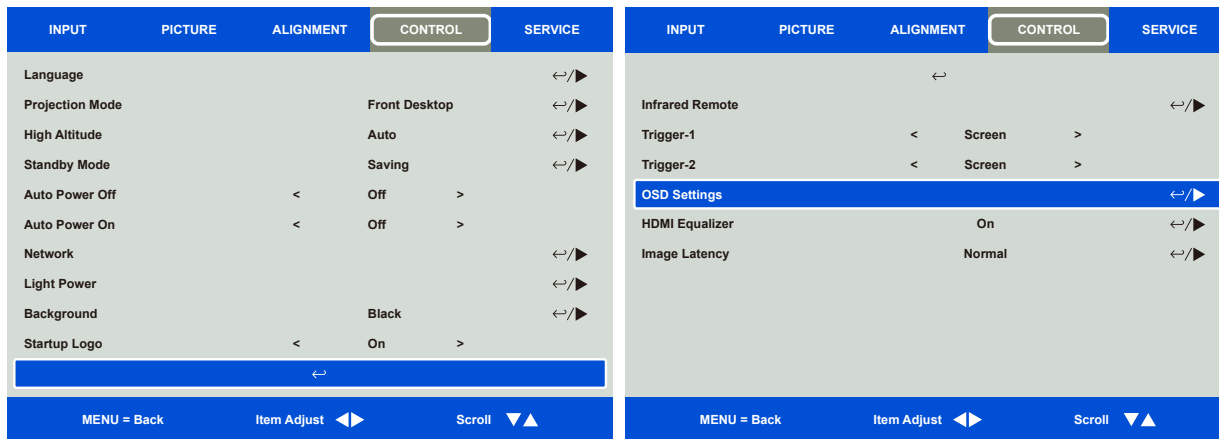 INPUT PICTURE ALIGNMENT CONTROL SERVICE
Language ↩/▶
Projection Mode Front Desktop ↩/▶
High Altitude Auto ↩/▶
Standby Mode Saving ↩/▶
Auto Power Off < Off >
Auto Power On < Off >
Network ↩/▶
Light Power ↩/▶
Background Black ↩/▶
Startup Logo < On >
↩
MENU = Back Item Adjust ◀▶ Scroll ▼▲
INPUT PICTURE ALIGNMENT CONTROL SERVICE
↩
Infrared Remote ↩/▶
Trigger-1 < Screen >
Trigger-2 < Screen >
OSD Settings ↩/▶
HDMI Equalizer On ↩/▶
Image Latency Normal ↩/▶
MENU = Back Item Adjust ◀▶ Scroll ▼▲